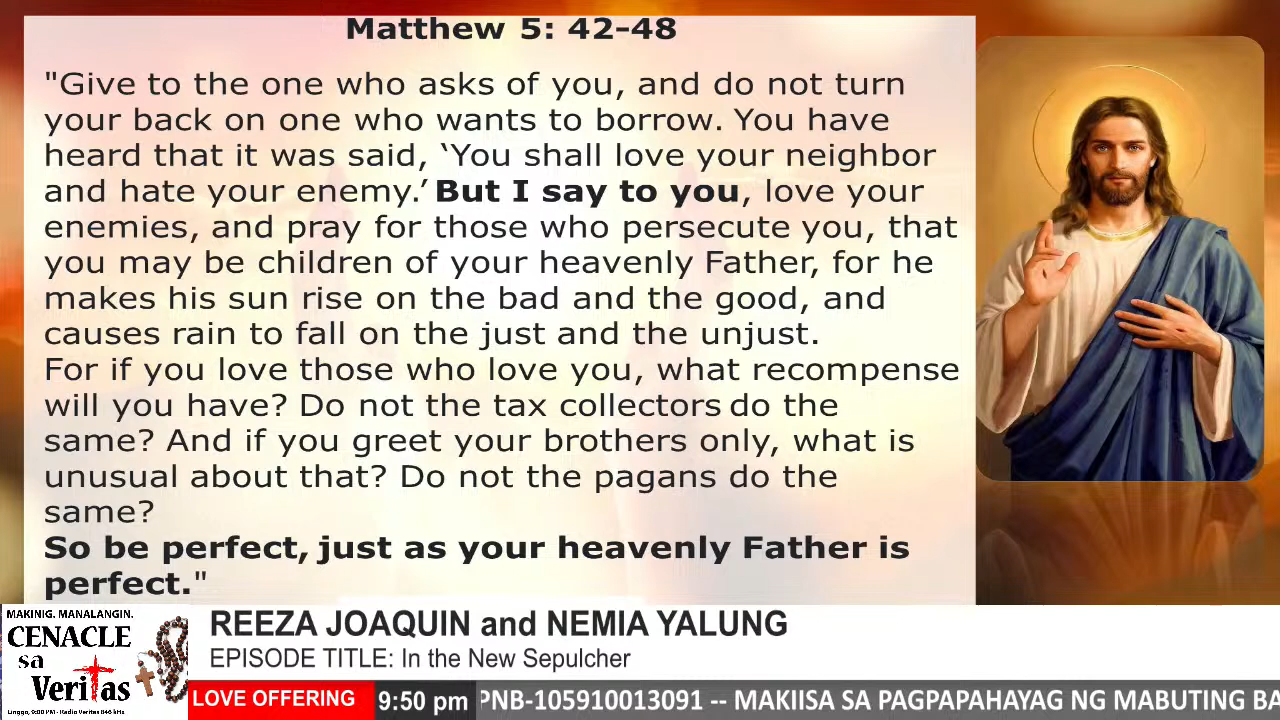 Matthew 5: 42-48
"Give to the one who asks of you, and do not turn
your back on one who wants to borrow. You have
heard that it was said, ‘You shall love your neighbor
and hate your enemy.’ But I say to you, love your
enemies, and pray for those who persecute you, that
you may be children of your heavenly Father, for he
makes his sun rise on the bad and the good, and
causes rain to fall on the just and the unjust.
For if you love those who love you, what recompense
will you have? Do not the tax collectors do the
same? And if you greet your brothers only, what is
unusual about that? Do not the pagans do the
same?
So be perfect, just as your heavenly Father is
perfect."
MAKINIG. MANALANGIN.
CENACLE
sa
Veritas
Linggo, 9:00 PM - Radio Veritas 846 kHz
REEZA JOAQUIN and NEMIA YALUNG
EPISODE TITLE: In the New Sepulcher
LOVE OFFERING
9:50 pm
PNB-105910013091 -- MAKIISA SA PAGPAPAHAYAG NG MABUTING BA